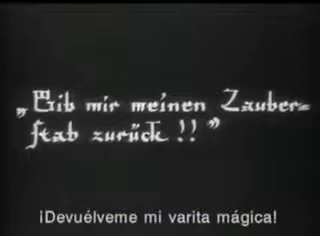 „Gib mir meinen Zauber=
stab zurück!!”
¡Devuélveme mi varita mágica!